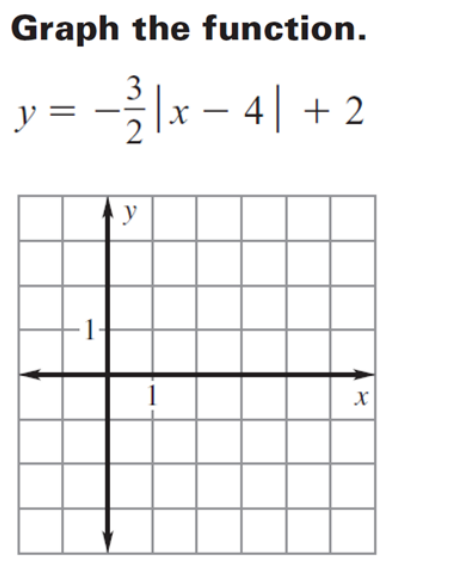 Graph the function.
y = -3/2|x - 4| + 2
y
1
1
x